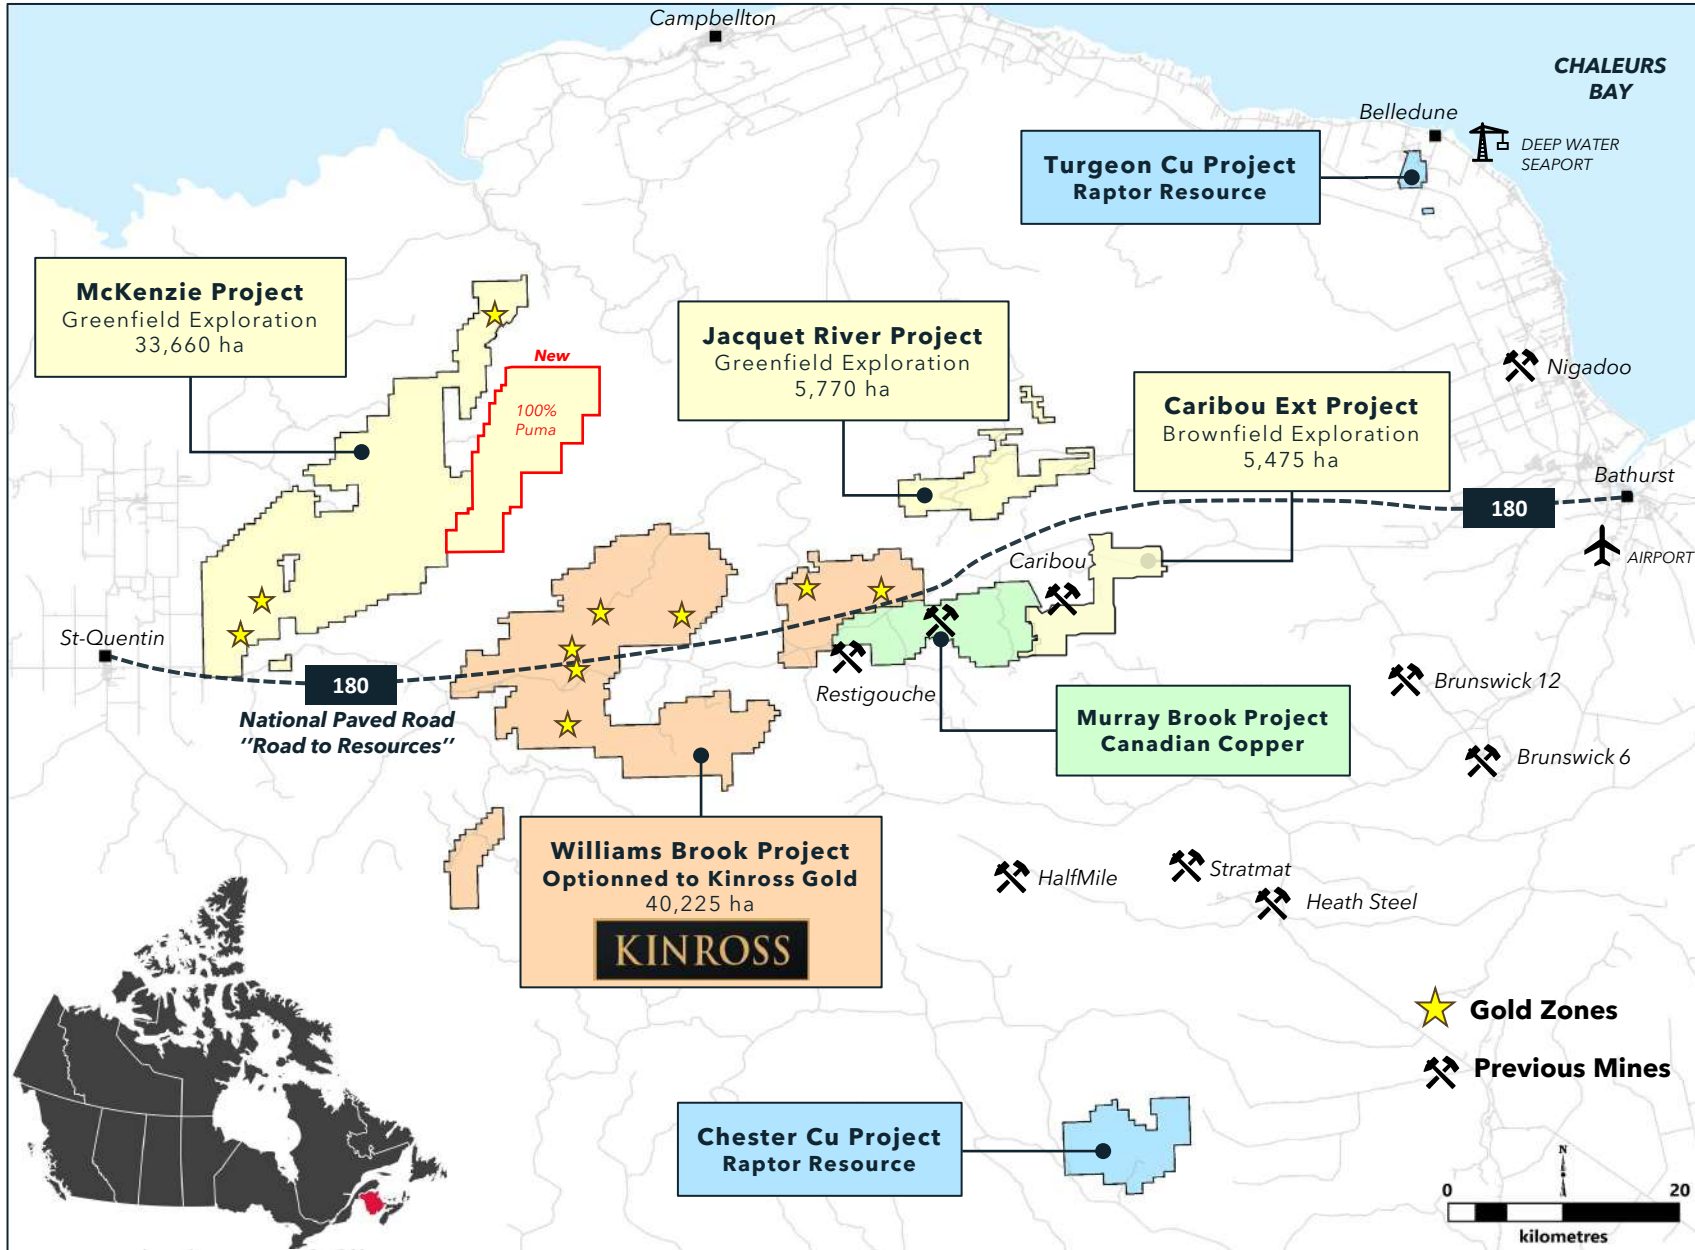 Campbellton
CHALEURS
BAY
Belledune
DEEP WATER
SEAPORT
Turgeon Cu Project
Raptor Resource
McKenzie Project
Greenfield Exploration
33,660 ha
New
100%
Puma
Jacquet River Project
Greenfield Exploration
5,770 ha
Nigadoo
Caribou Ext Project
Brownfield Exploration
5,475 ha
Bathurst
180
AIRPORT
Caribou
St-Quentin
180
National Paved Road
''Road to Resources''
Restigouche
Brunswick 12
Murray Brook Project
Canadian Copper
Brunswick 6
Williams Brook Project
Optionned to Kinross Gold
40,225 ha
KINROSS
HalfMile
Stratmat
Heath Steel
Gold Zones
Previous Mines
Chester Cu Project
Raptor Resource
N
0 20
kilometres